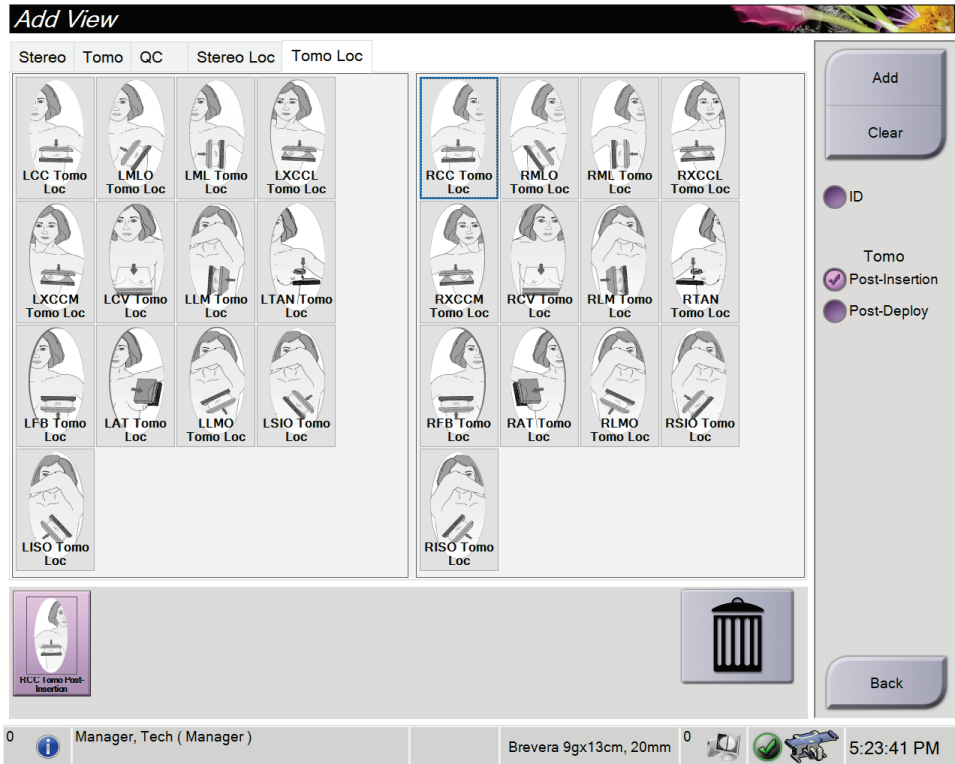 Add View
Stereo
Tomo
QC
Stereo Loc
Tomo Loc
LCC Tomo
Loc
LMLO
Tomo Loc
LML Tomo
Loc
LXCCL
Tomo Loc
LXCCM
Tomo Loc
LCV Tomo
Loc
LLM Tomo
Loc
LTAN Tomo
Loc
LFB Tomo
Loc
LAT Tomo
Loc
LLMO
Tomo Loc
LSIO Tomo
Loc
LISO Tomo
Loc
RCC Tomo
Loc
RMLO
Tomo Loc
RML Tomo
Loc
RXCCL
Tomo Loc
RXCCM
Tomo Loc
RCV Tomo
Loc
RLM Tomo
Loc
RTAN
Tomo Loc
RFB Tomo
Loc
RAT Tomo
Loc
RLMO
Tomo Loc
RSIO Tomo
Loc
RISO Tomo
Loc
Add
Clear
ID
Tomo
Post-Insertion
Post-Deploy
RCC Tomo Post-
Insertion
Back
0
Manager, Tech ( Manager )
Brevera 9gx13cm, 20mm
0
5:23:41 PM